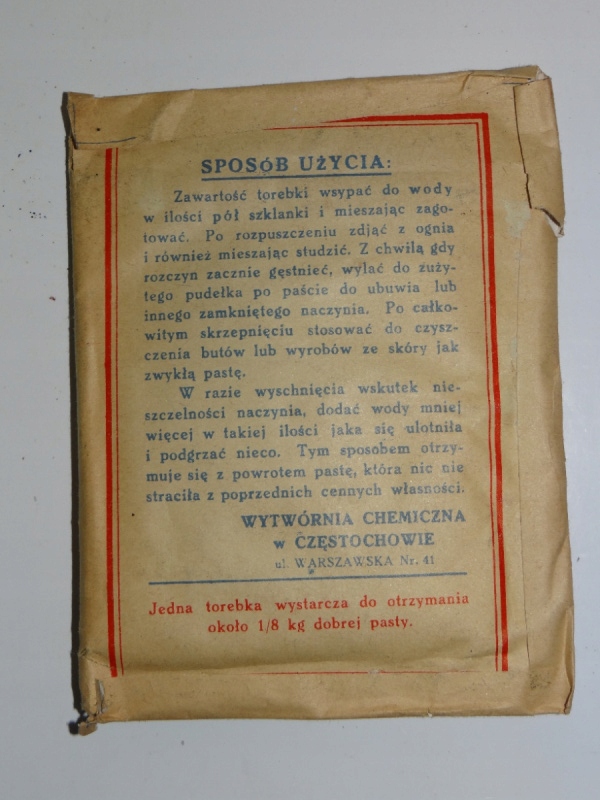 SPOSÓB UŻYCIA:
Zawartość torebki wsypać do wody
w ilości pół szklanki i mieszając zago-
tować. Po rozpuszczeniu zdjąć z ognia
i również mieszając studzić. Z chwilą gdy
rozczyn zacznie gęstnieć, wylać do zuży-
tego pudełka po paście do ubuwia lub
innego zamkniętego naczynia. Po całko-
witym skrzepnięciu stosować do czysz-
czenia butów lub wyrobów ze skóry jak
zwykłą pastę.
W razie wyschnięcia wskutek nie-
szczelności naczynia, dodać wody mniej
więcej w takiej ilości jaka się ulotniła
i podgrzać nieco. Tym sposobem otrzy-
muje się z powrotem pastę, która nic nie
straciła z poprzednich cennych własności.
WYTWÓRNIA CHEMICZNA
w CZĘSTOCHOWIE
ul. WARSZAWSKA Nr. 41
Jedna torebka wystarcza do otrzymania
około 1/8 kg dobrej pasty.